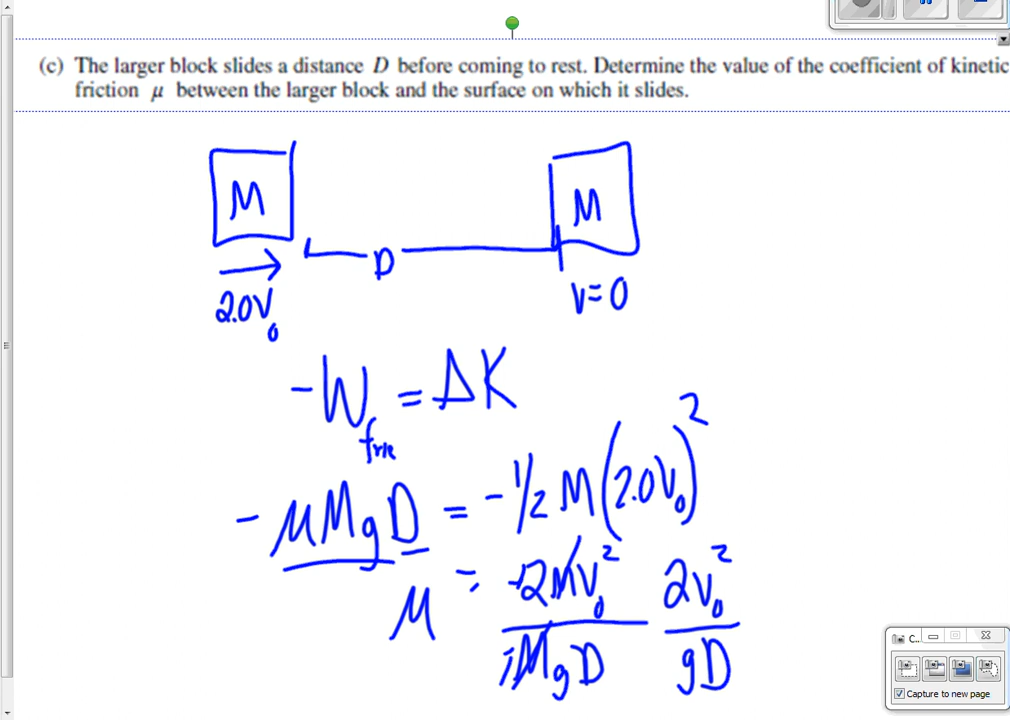 (c) The larger block slides a distance D before coming to rest. Determine the value of the coefficient of kinetic
friction μ between the larger block and the surface on which it slides.
M M
D
2.0V₀ V=0
-W_fric = ΔK
-μMgD = -1/2 M(2.0V₀)²
μ = -2MV₀² / -MgD 2V₀² / gD
C..
Capture to new page